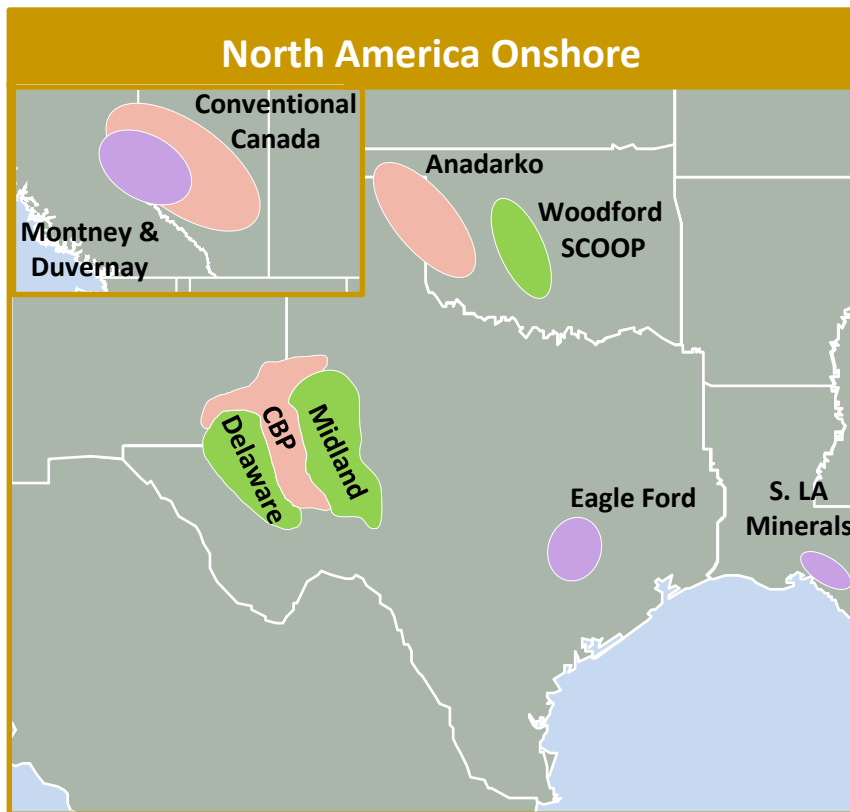 North America Onshore
Conventional
Canada
Montney &
Duvernay
Anadarko
Woodford
SCOOP
Delaware
CBP
Midland
Eagle Ford
S. LA
Minerals